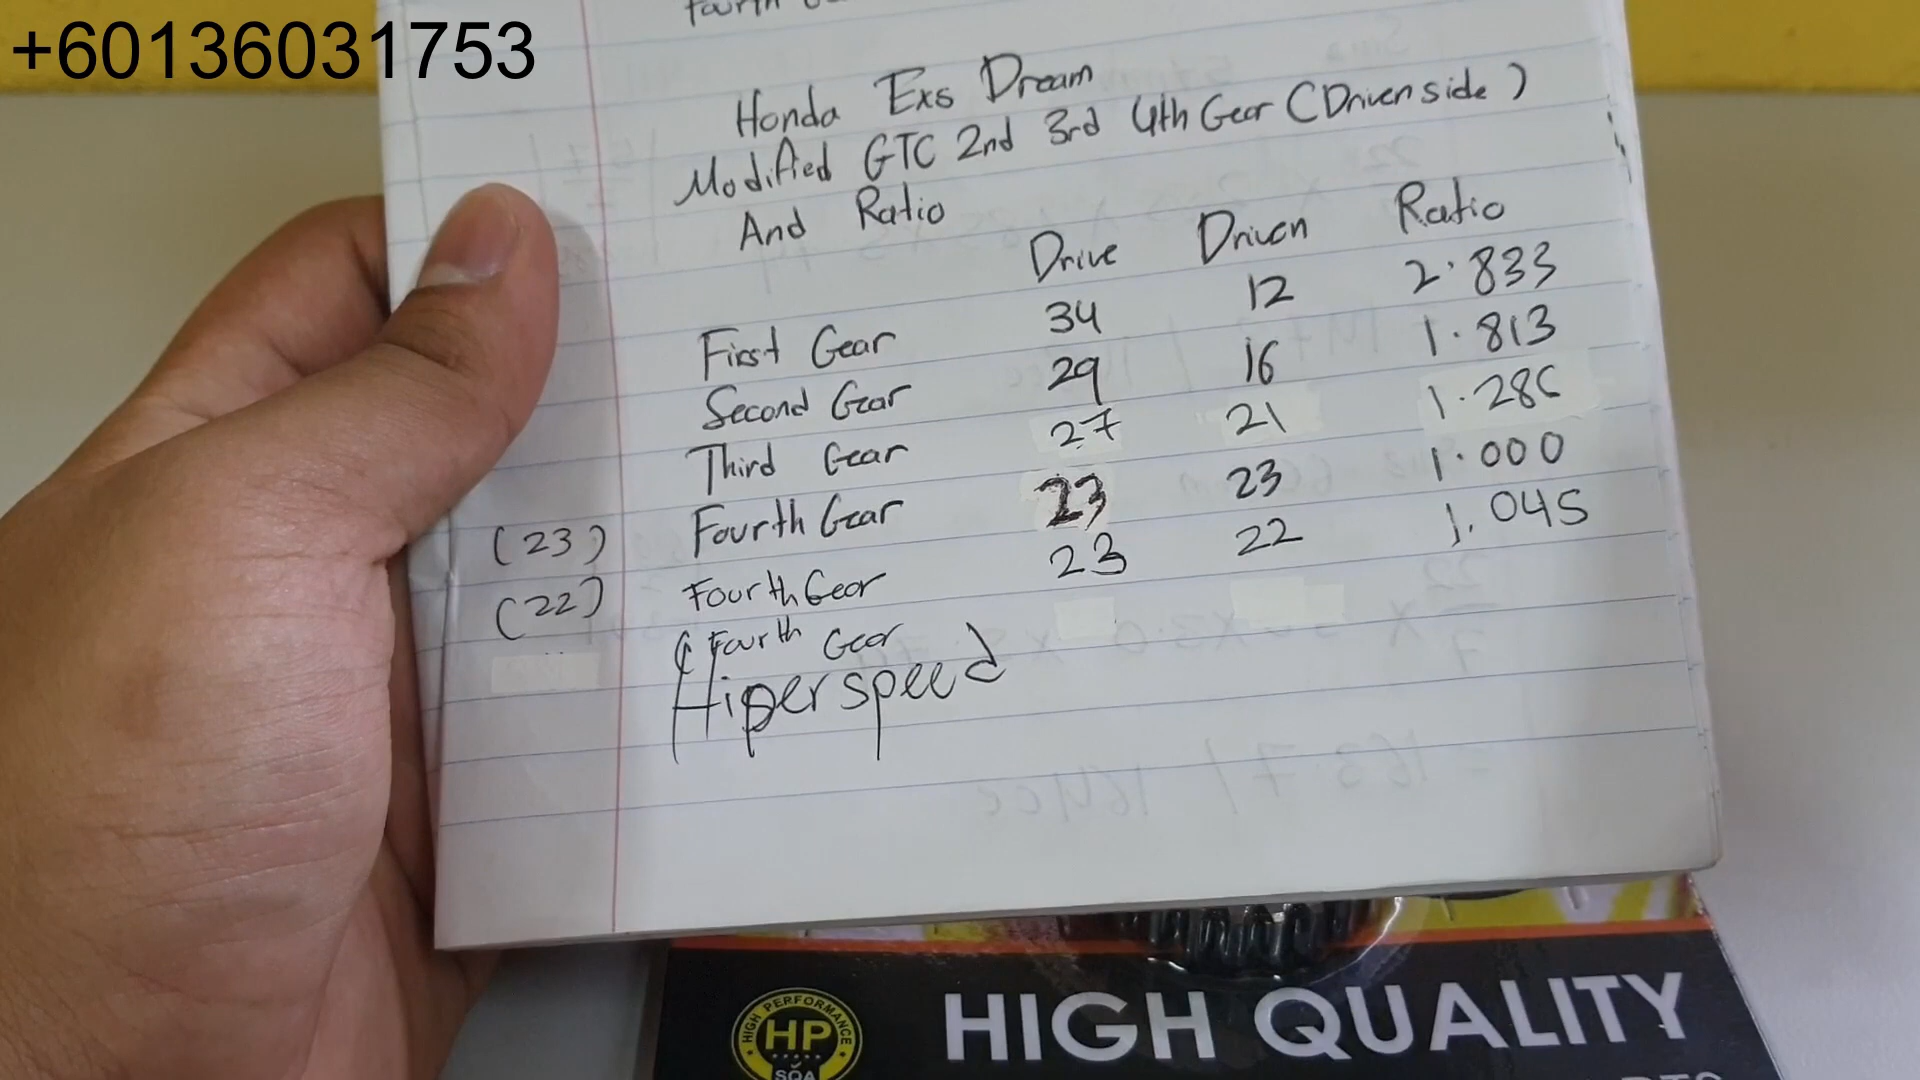 +60136031753
Honda Exs Dream
Modified GTC 2nd 3rd 4th Gear (Driven side)
And Ratio
Drive Driven Ratio
First Gear 34 12 2.833
Second Gear 29 16 1.813
Third Gear 27 21 1.286
(23) Fourth Gear 23 23 1.000
(22) Fourth Gear 23 22 1.045
( Fourth Gear
Hiperspeed
HIGH PERFORMANCE
HP
SQA
HIGH QUALITY